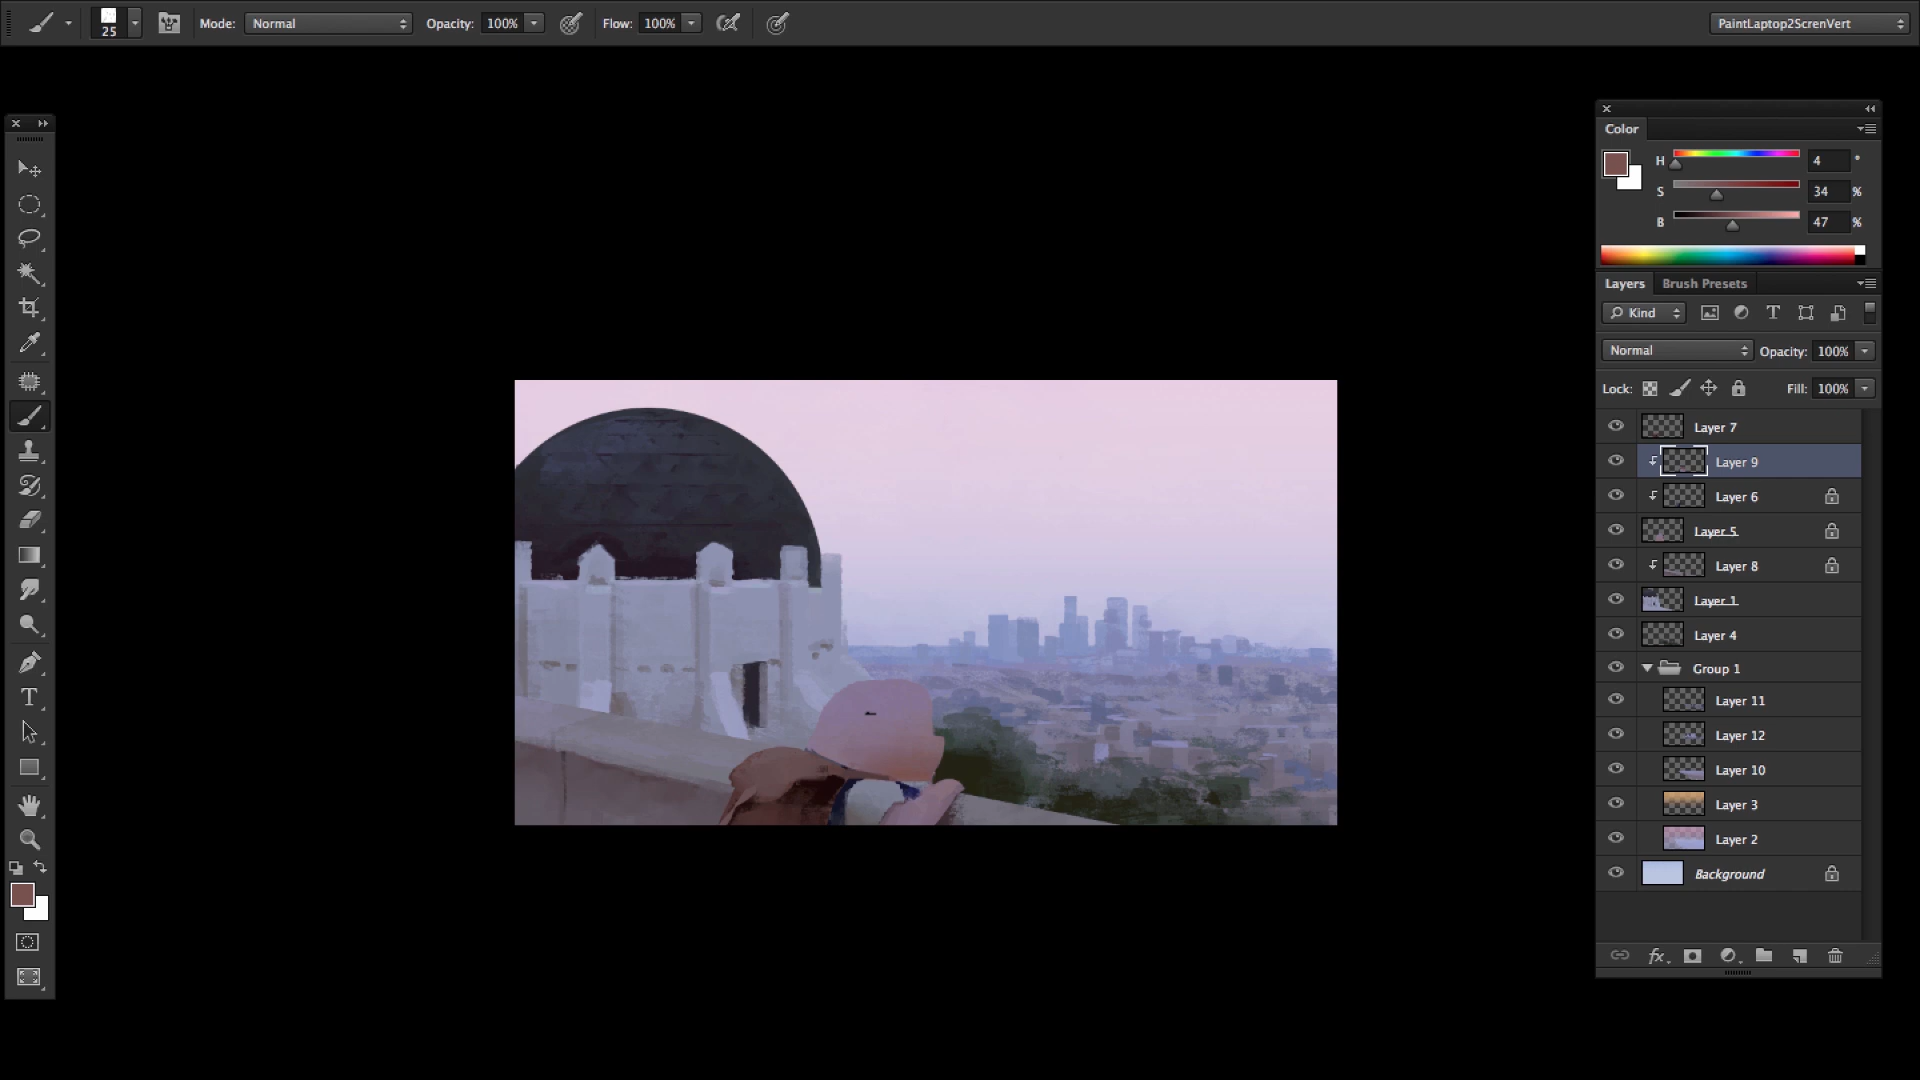 25
Mode: Normal
Opacity: 100%
Flow: 100%
PaintLaptop2ScrenVert
Color
H 4 °
S 34 %
B 47 %
Layers Brush Presets
Kind
Normal
Opacity: 100%
Lock:
Fill: 100%
Layer 7
Layer 9
Layer 6
Layer 5
Layer 8
Layer 1
Layer 4
Group 1
Layer 11
Layer 12
Layer 10
Layer 3
Layer 2
Background
fx